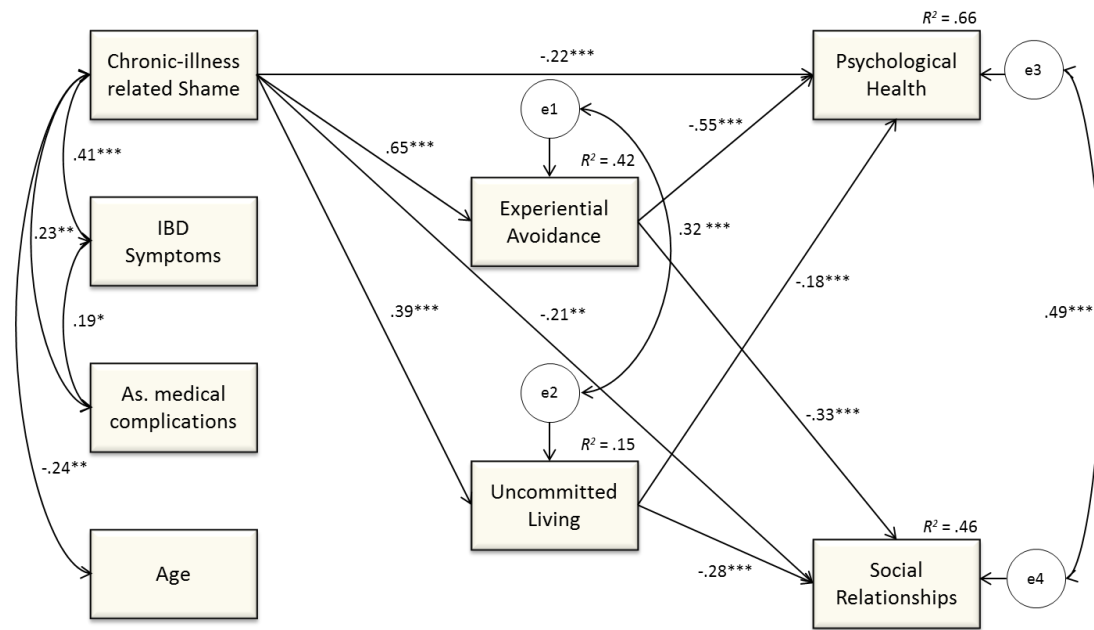 R² = .66
Chronic-illness
related Shame
-.22***
Psychological
Health
e3
e1
-.55***
.65***
R² = .42
.41***
Experiential
Avoidance
IBD
Symptoms
.23**
.32 ***
-.18***
.39***
-.21**
.49***
.19*
As. medical
complications
e2
-.33***
R² = .15
-.24**
Uncommitted
Living
R² = .46
-.28***
Age
Social
Relationships
e4